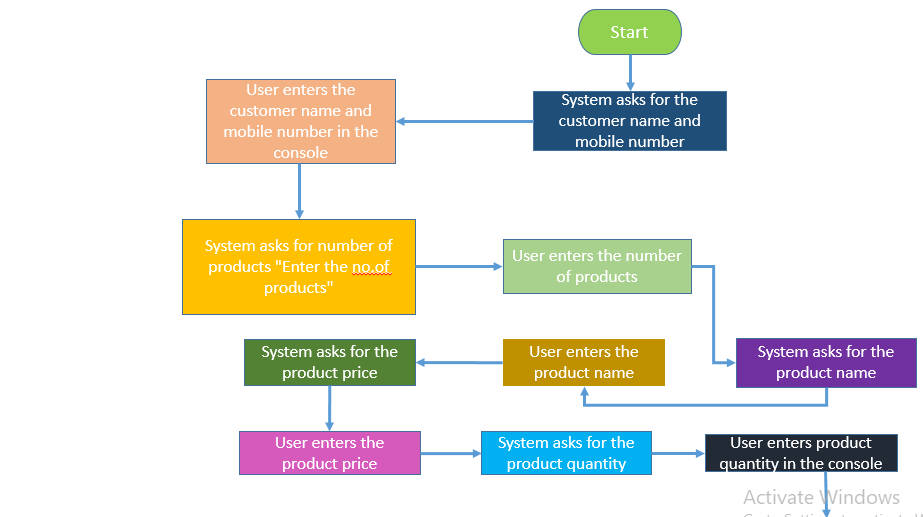 Start
System asks for the
customer name and
mobile number
User enters the
customer name and
mobile number in the
console
System asks for number of
products "Enter the no.of
products"
User enters the number
of products
System asks for the
product name
User enters the
product name
System asks for the
product price
User enters the
product price
System asks for the
product quantity
User enters product
quantity in the console
Activate Windows